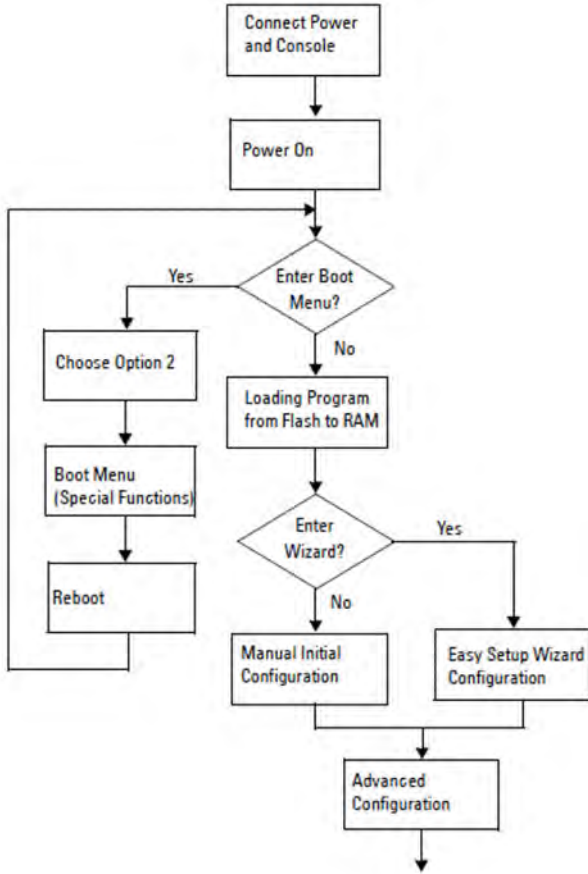 Connect Power
and Console
Power On
Enter Boot
Menu?
Yes
No
Choose Option 2
Loading Program
from Flash to RAM
Boot Menu
(Special Functions)
Enter
Wizard?
Yes
No
Reboot
Manual Initial
Configuration
Easy Setup Wizard
Configuration
Advanced
Configuration